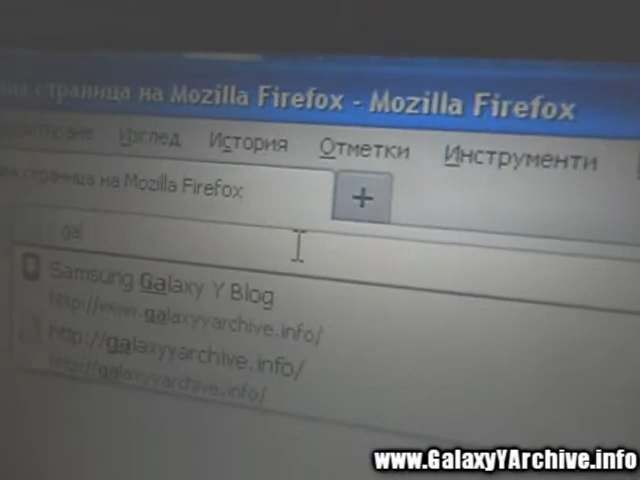 страница на Mozilla Firefox - Mozilla Firefox
Изглед История Отметки Инструменти
страница на Mozilla Firefox
+
gal
Samsung Galaxy Y Blog
http://www.galaxyyarchive.info/
http://galaxyyarchive.info/
http://galaxyyarchive.info/
www.GalaxyYArchive.info